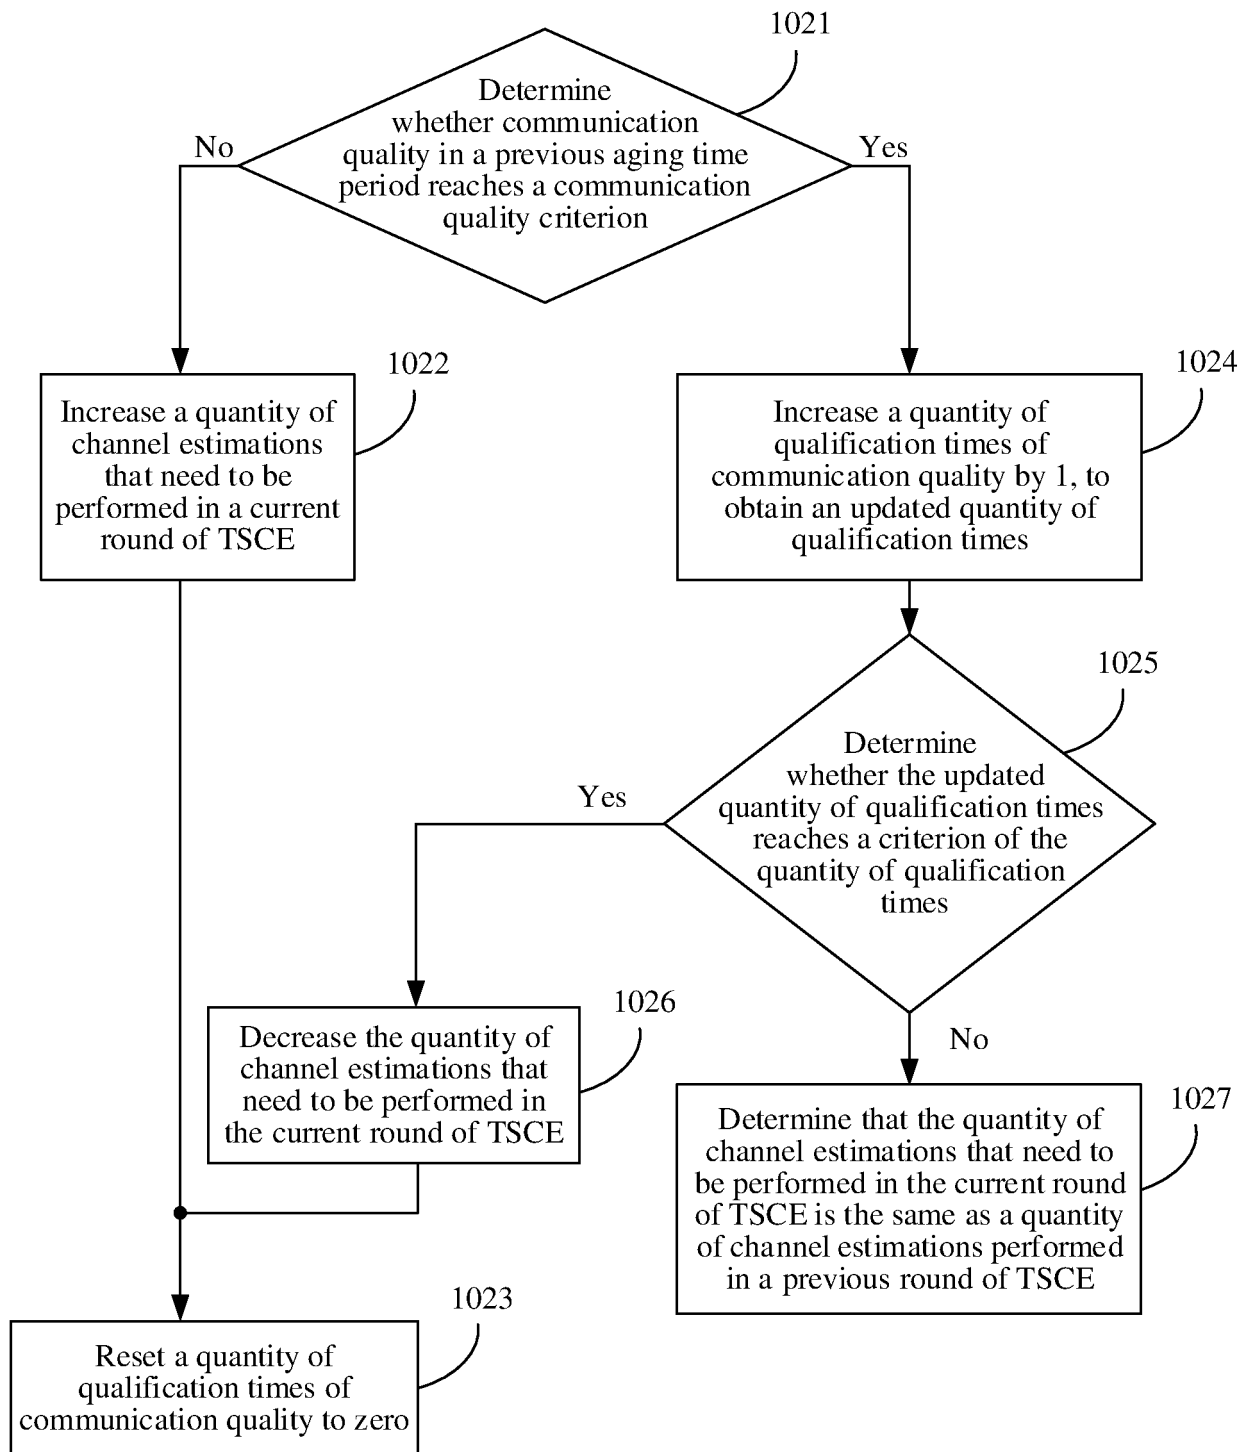 1021
Determine
whether communication
quality in a previous aging time
period reaches a communication
quality criterion
No
Yes
1022
Increase a quantity of
channel estimations
that need to be
performed in a current
round of TSCE
1024
Increase a quantity of
qualification times of
communication quality by 1, to
obtain an updated quantity of
qualification times
1025
Determine
whether the updated
quantity of qualification times
reaches a criterion of the
quantity of qualification
times
Yes
No
1026
Decrease the quantity of
channel estimations that
need to be performed in
the current round of TSCE
1027
Determine that the quantity of
channel estimations that need to
be performed in the current round
of TSCE is the same as a quantity
of channel estimations performed
in a previous round of TSCE
1023
Reset a quantity of
qualification times of
communication quality to zero